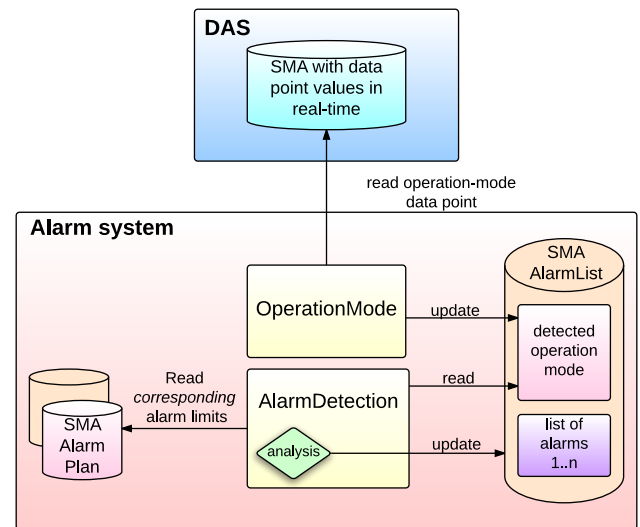 DAS
SMA with data
point values in
real-time
read operation-mode
data point
Alarm system
SMA
AlarmList
OperationMode
update
detected
operation
mode
Read
corresponding
alarm limits
AlarmDetection
read
SMA
Alarm
Plan
analysis
update
list of
alarms
1..n